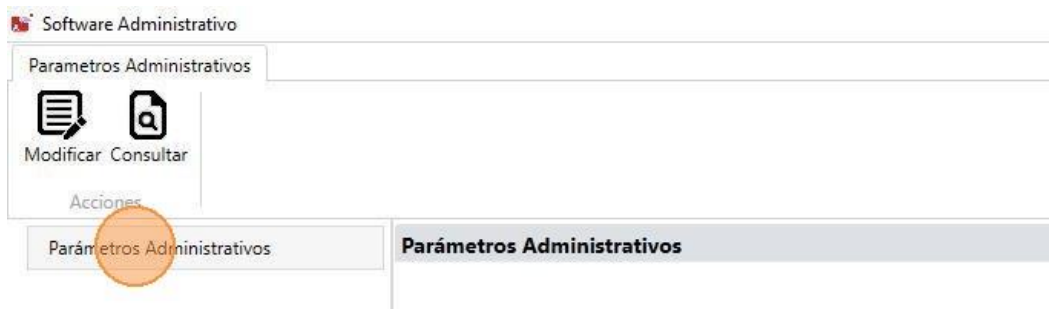 Software Administrativo
Parametros Administrativos
Modificar Consultar
Acciones
Parámetros Administrativos
Parámetros Administrativos